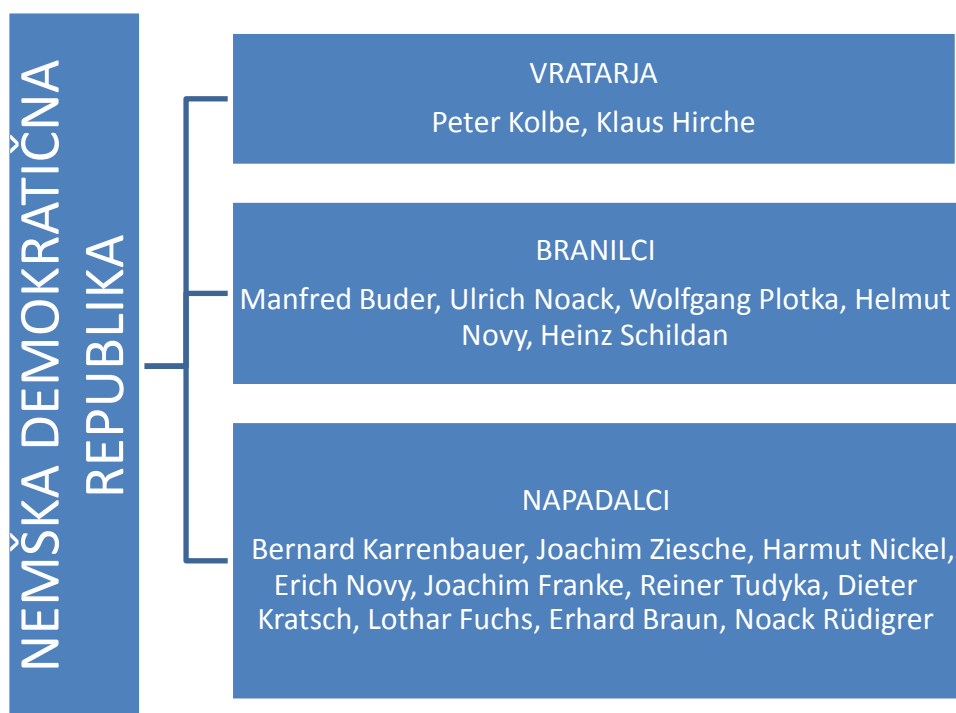 NEMŠKA DEMOKRATIČNA
REPUBLIKA
VRATARJA
Peter Kolbe, Klaus Hirche
BRANILCI
Manfred Buder, Ulrich Noack, Wolfgang Plotka, Helmut
Novy, Heinz Schildan
NAPADALCI
Bernard Karrenbauer, Joachim Ziesche, Harmut Nickel,
Erich Novy, Joachim Franke, Reiner Tudyka, Dieter
Kratsch, Lothar Fuchs, Erhard Braun, Noack Rüdigrer